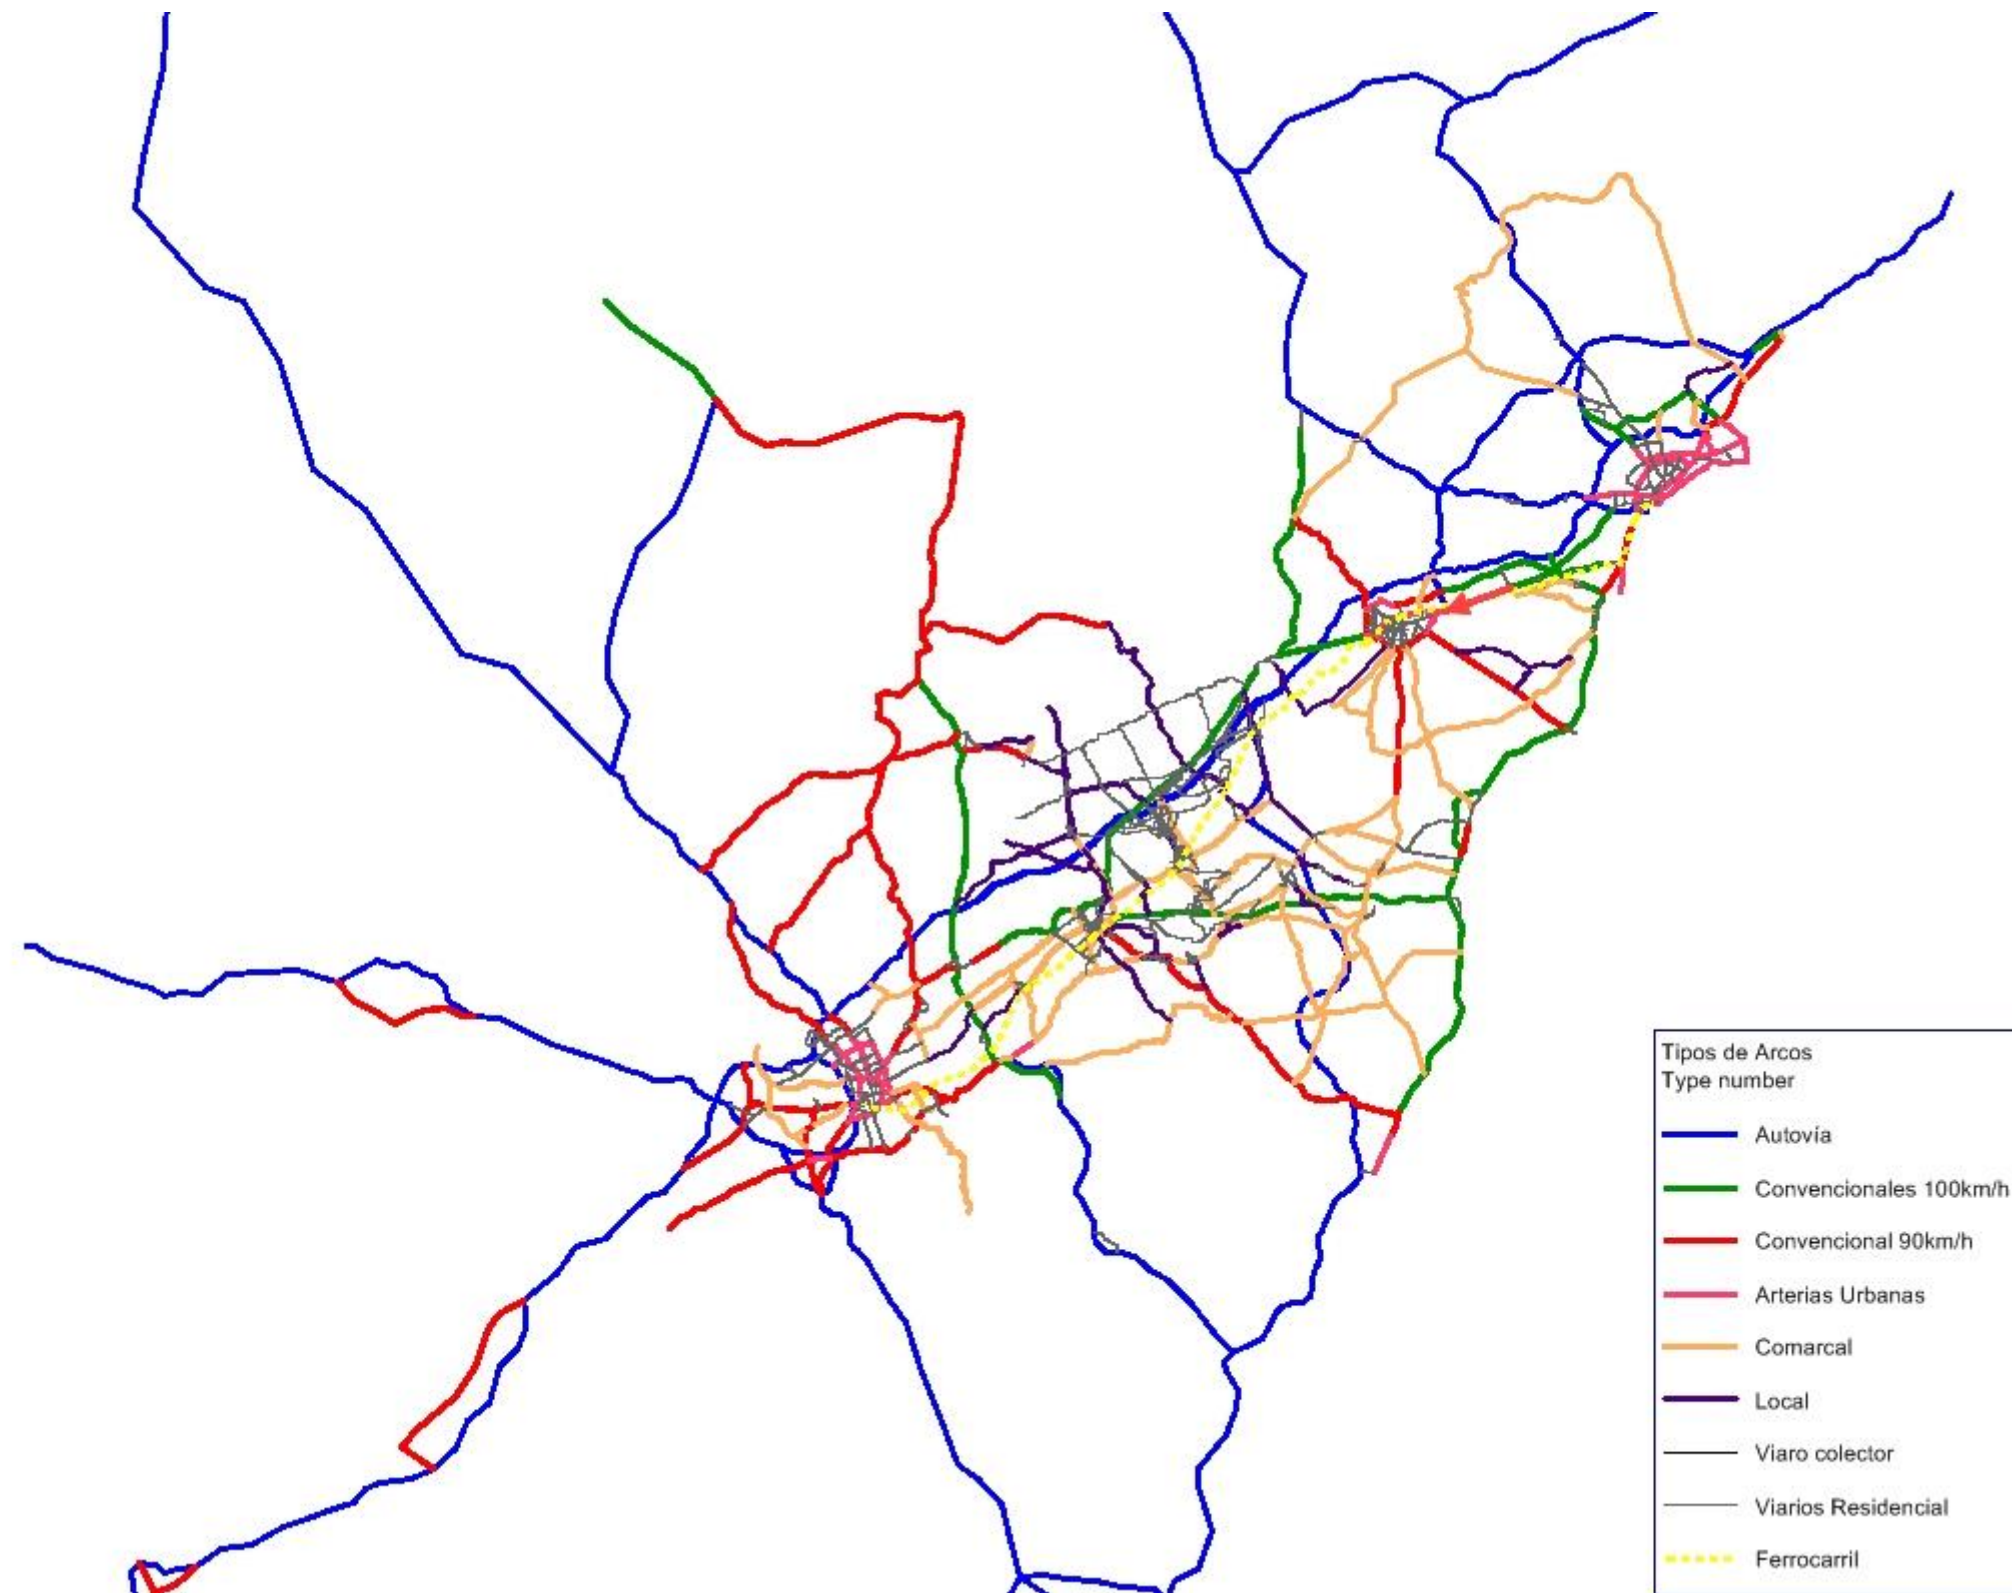 Tipos de Arcos
Type number
Autovía
Convencionales 100km/h
Convencional 90km/h
Arterias Urbanas
Comarcal
Local
Viaro colector
Viarios Residencial
Ferrocarril